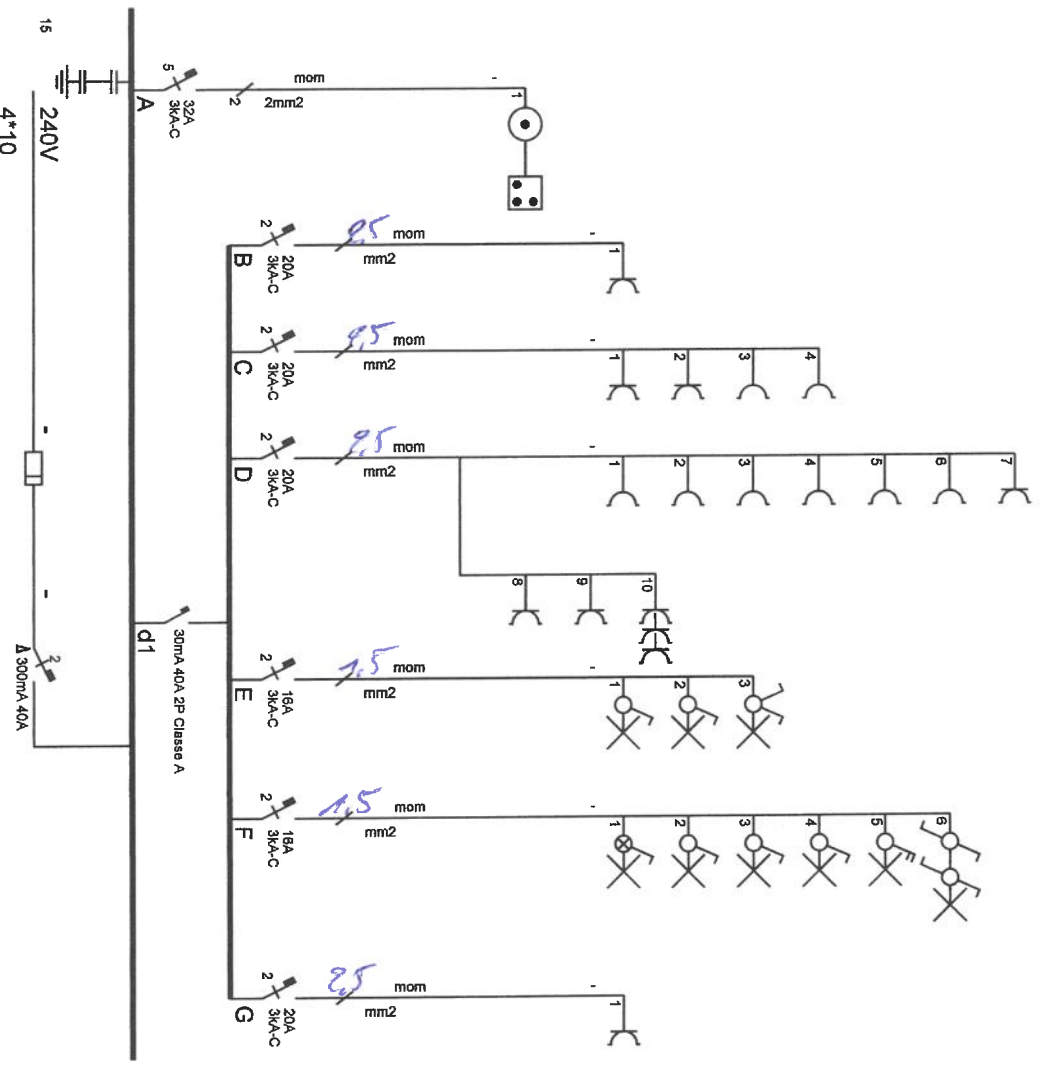 15
240V
4*10
A
5
32A
3kA-C
2
mom
2mm2
-
1
B
2
20A
3kA-C
2,5
mom
mm2
-
1
C
2
20A
3kA-C
2,5
mom
mm2
-
1
2
3
4
D
2
20A
3kA-C
2,5
mom
mm2
-
1
2
3
4
5
6
7
8
9
10
-
-
2
Δ 300mA 40A
d1
30mA 40A 2P Classe A
E
2
16A
3kA-C
1,5
mom
mm2
-
1
2
3
F
2
16A
3kA-C
1,5
mom
mm2
-
1
2
3
4
5
6
G
2
20A
3kA-C
2,5
mom
mm2
-
1